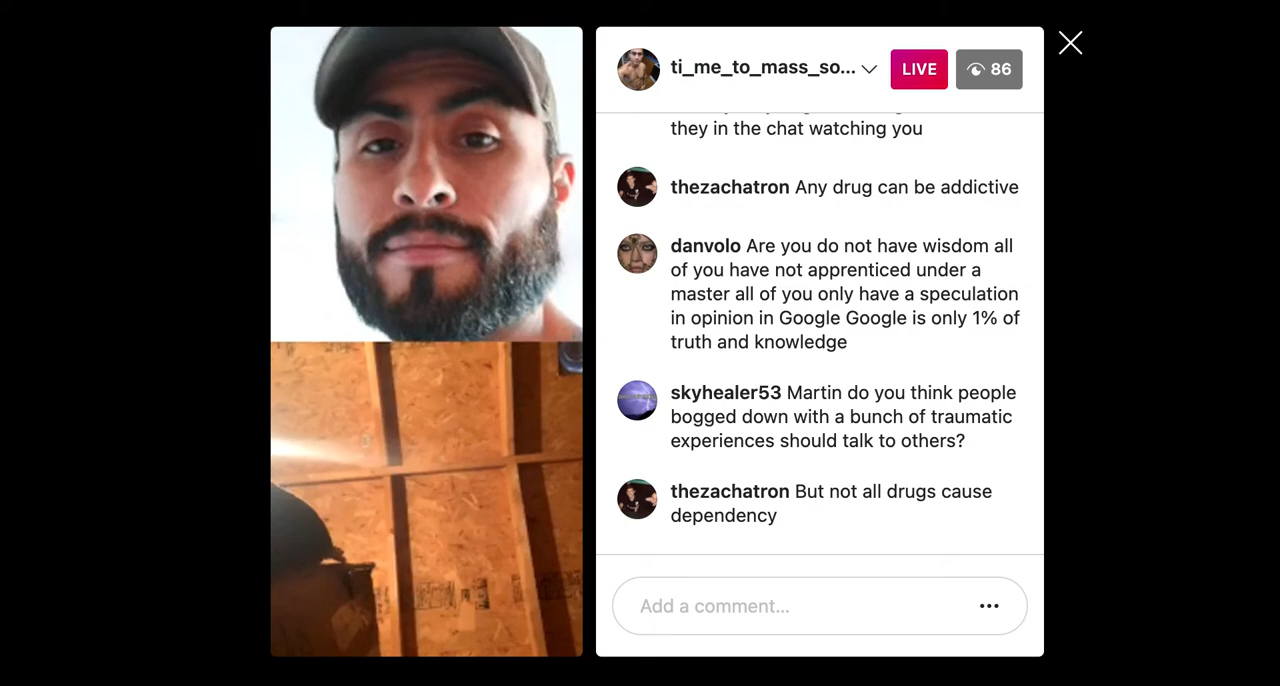 ti_me_to_mass_so...
LIVE
86
they in the chat watching you
thezachatron Any drug can be addictive
danvolo Are you do not have wisdom all
of you have not apprenticed under a
master all of you only have a speculation
in opinion in Google Google is only 1% of
truth and knowledge
skyhealer53 Martin do you think people
bogged down with a bunch of traumatic
experiences should talk to others?
thezachatron But not all drugs cause
dependency
Add a comment...